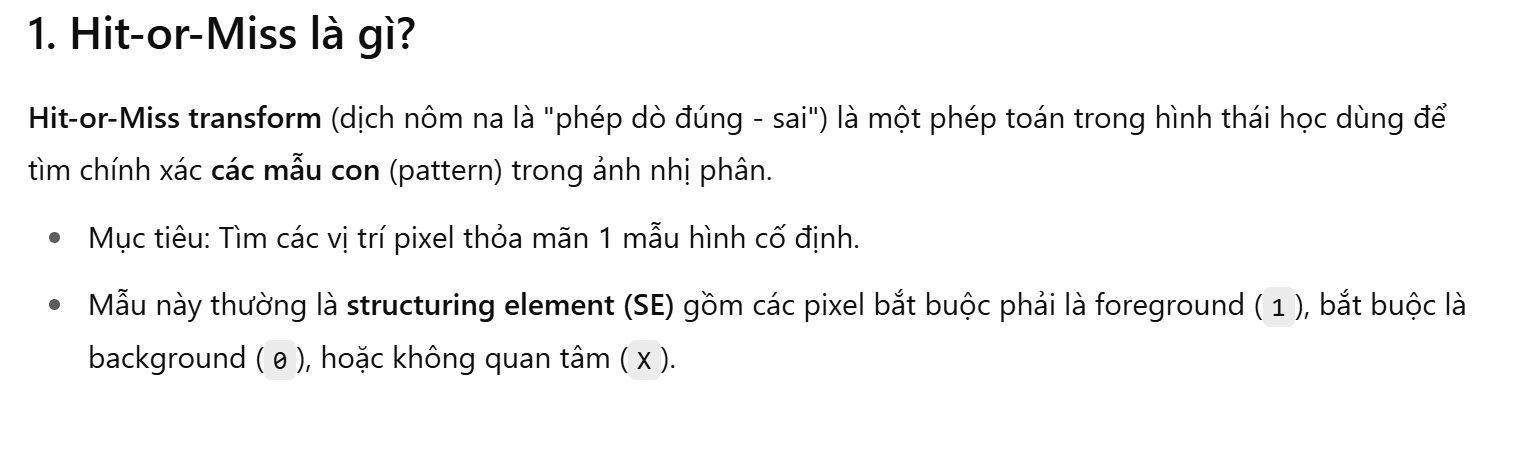 1. Hit-or-Miss là gì?
Hit-or-Miss transform (dịch nôm na là "phép dò đúng - sai") là một phép toán trong hình thái học dùng để
tìm chính xác các mẫu con (pattern) trong ảnh nhị phân.
• Mục tiêu: Tìm các vị trí pixel thỏa mãn 1 mẫu hình cố định.
• Mẫu này thường là structuring element (SE) gồm các pixel bắt buộc phải là foreground (1), bắt buộc là
background (0), hoặc không quan tâm (X).